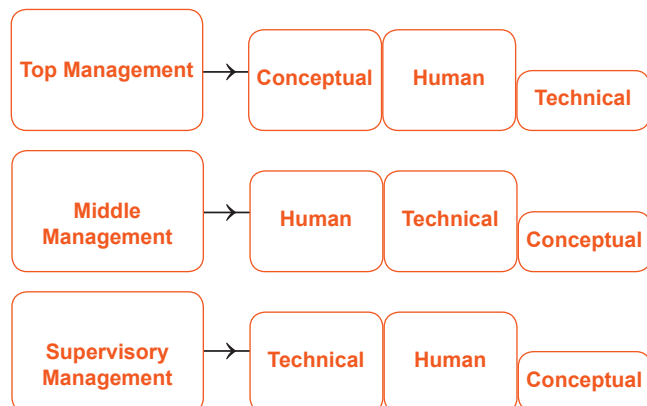 Top Management
Conceptual
Human
Technical
Middle
Management
Human
Technical
Conceptual
Supervisory
Management
Technical
Human
Conceptual